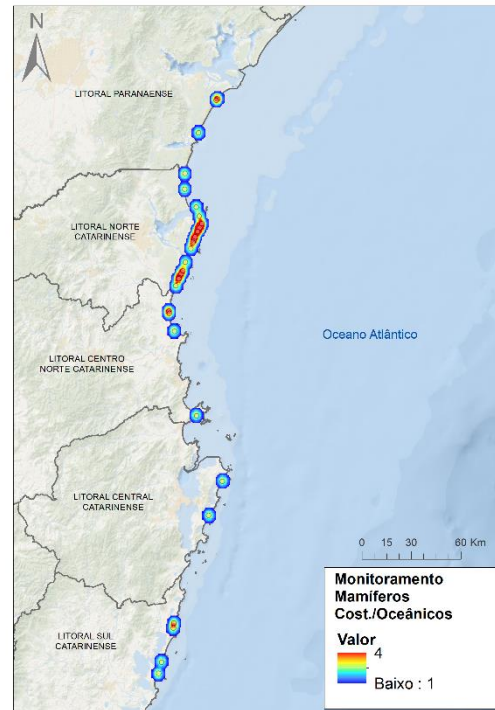 N
LITORAL PARANAENSE
LITORAL NORTE
CATARINENSE
Oceano Atlântico
LITORAL CENTRO
NORTE CATARINENSE
LITORAL CENTRAL
CATARINENSE
0 15 30 60 Km
LITORAL SUL
CATARINENSE
Monitoramento
Mamíferos
Cost./Oceânicos
Valor
4
Baixo : 1